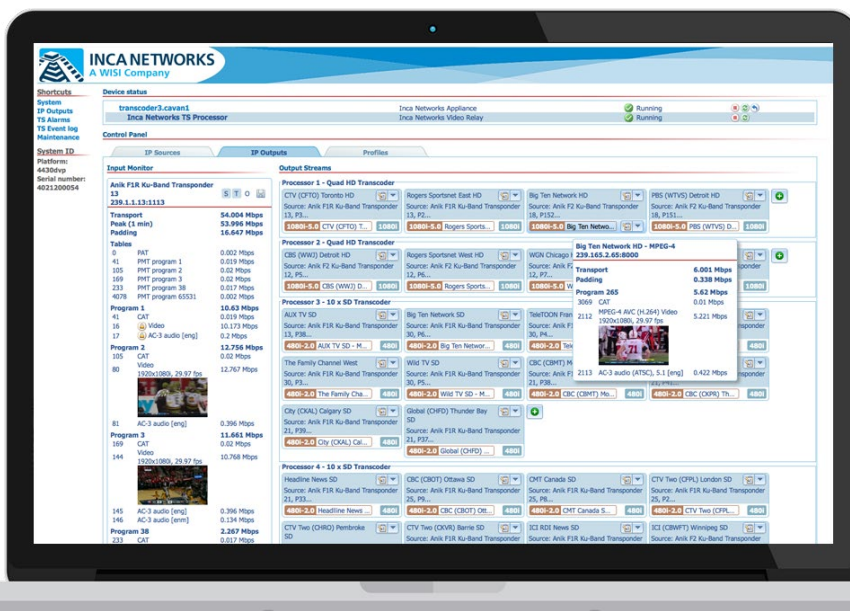 INCA NETWORKS
A WISI Company
Shortcuts
System
IP Outputs
TS Alarms
TS Event log
Maintenance
System ID
Platform:
4430dvp
Serial number:
4021200054
Device status
transcoder3.cavan1 Inca Networks Appliance Running
Inca Networks TS Processor Inca Networks Video Relay Running
Control Panel
IP Sources IP Outputs Profiles
Input Monitor
Anik F1R Ku-Band Transponder
13
239.1.1.13:1113
S T O
Transport 54.004 Mbps
Peak (1 min) 53.996 Mbps
Padding 16.647 Mbps
Tables
0 PAT 0.002 Mbps
41 PMT program 1 0.019 Mbps
105 PMT program 2 0.02 Mbps
169 PMT program 3 0.02 Mbps
233 PMT program 38 0.017 Mbps
4078 PMT program 65531 0.002 Mbps
Program 1 10.63 Mbps
41 CAT 0.019 Mbps
16 Video 10.173 Mbps
17 AC-3 audio [eng] 0.2 Mbps
Program 2 12.756 Mbps
105 CAT 0.02 Mbps
80 Video 12.767 Mbps
1920x1080i, 29.97 fps
81 AC-3 audio [eng] 0.396 Mbps
Program 3 11.661 Mbps
169 CAT 0.02 Mbps
144 Video 10.768 Mbps
1920x1080i, 29.97 fps
145 AC-3 audio [eng] 0.396 Mbps
146 AC-3 audio [enm] 0.134 Mbps
Program 38 2.267 Mbps
233 CAT 0.017 Mbps
Output Streams
Processor 1 - Quad HD Transcoder
CTV (CFTO) Toronto HD
Source: Anik F1R Ku-Band Transponder
13, P3...
1080i-5.0 CTV (CFTO) T... 1080i
Rogers Sportsnet East HD
Source: Anik F1R Ku-Band Transponder
13, P2...
1080i-5.0 Rogers Sports... 1080i
Big Ten Network HD
Source: Anik F2 Ku-Band Transponder
18, P152...
1080i-5.0 Big Ten Netwo...
PBS (WTVS) Detroit HD
Source: Anik F2 Ku-Band Transponder
18, P151...
1080i-5.0 PBS (WTVS) D... 1080i
Processor 2 - Quad HD Transcoder
CBS (WWJ) Detroit HD
Source: Anik F2 Ku-Band Transponder
12, P5...
1080i-5.0 CBS (WWJ) D... 1080i
Rogers Sportsnet West HD
Source: Anik F2 Ku-Band Transponder
12, P6...
1080i-5.0 Rogers Sports... 1080i
WGN Chicago
Source: Anik F
12, P7...
1080i-5.0 W
1080i
Big Ten Network HD - MPEG-4
239.165.2.65:8000
Transport 6.001 Mbps
Padding 0.338 Mbps
Program 265 5.62 Mbps
3069 CAT 0.01 Mbps
2112 MPEG-4 AVC (H.264) Video 5.221 Mbps
1920x1080i, 29.97 fps
2113 AC-3 audio (ATSC), 5.1 [eng] 0.422 Mbps
Processor 3 - 10 x SD Transcoder
AUX TV SD
Source: Anik F1R Ku-Band Transponder
13, P38...
480i-2.0 AUX TV SD - M... 480i
Big Ten Network SD
Source: Anik F1R Ku-Band Transponder
30, P6...
480i-2.0 Big Ten Networ... 480i
TeleTOON Fran
Source: Anik F
30, P4...
480i-2.0 Tele
The Family Channel West
Source: Anik F1R Ku-Band Transponder
30, P3...
480i-2.0 The Family Cha... 480i
Wild TV SD
Source: Anik F1R Ku-Band Transponder
30, P5...
480i-2.0 Wild TV SD - M... 480i
CBC (CBMT) M
Source: Anik F
21, P38...
480i-2.0 CBC (CBMT) Mo... 480i
21, P41...
480i-2.0 CBC (CKPR) Th... 480i
City (CKAL) Calgary SD
Source: Anik F1R Ku-Band Transponder
21, P39...
480i-2.0 City (CKAL) Cal... 480i
Global (CHFD) Thunder Bay
SD
Source: Anik F1R Ku-Band Transponder
21, P37...
480i-2.0 Global (CHFD) ... 480i
Processor 4 - 10 x SD Transcoder
Headline News SD
Source: Anik F1R Ku-Band Transponder
21, P33...
480i-2.0 Headline News ... 480i
CBC (CBOT) Ottawa SD
Source: Anik F1R Ku-Band Transponder
25, P9...
480i-2.0 CBC (CBOT) Ott... 480i
CMT Canada SD
Source: Anik F1R Ku-Band Transponder
25, P8...
480i-2.0 CMT Canada S... 480i
CTV Two (CFPL) London SD
Source: Anik F1R Ku-Band Transponder
25, P2...
480i-2.0 CTV Two (CFPL... 480i
CTV Two (CHRO) Pembroke
SD
CTV Two (CKVR) Barrie SD
Source: Anik F1R Ku-Band Transponder
ICI RDI News SD
Source: Anik F1R Ku-Band Transponder
ICI (CBWFT) Winnipeg SD
Source: Anik F2 Ku-Band Transponder